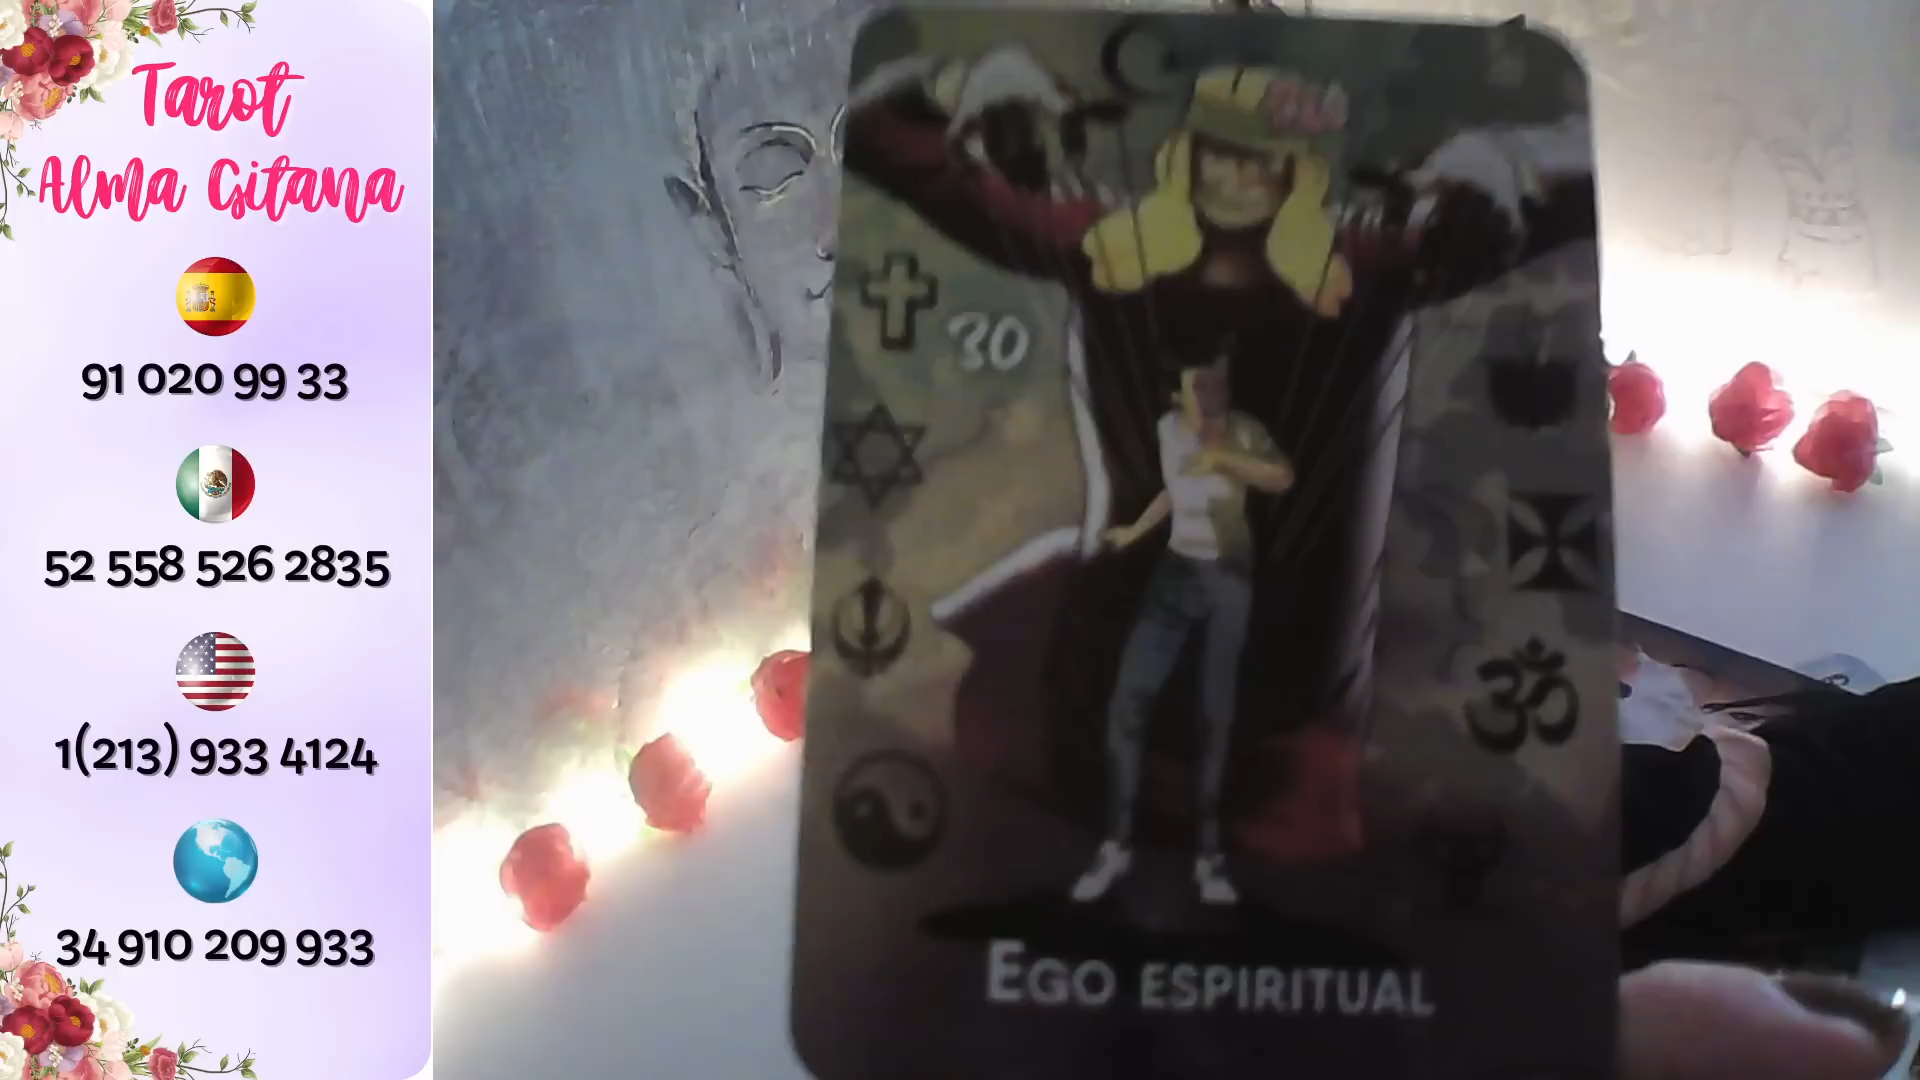 Tarot
Alma Gitana
91 020 99 33
52 558 526 2835
1(213) 933 4124
34 910 209 933
30
EGO ESPIRITUAL